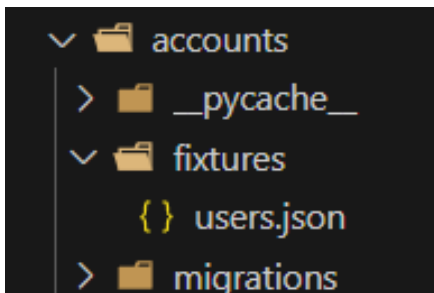 accounts
__pycache__
fixtures
{ } users.json
migrations